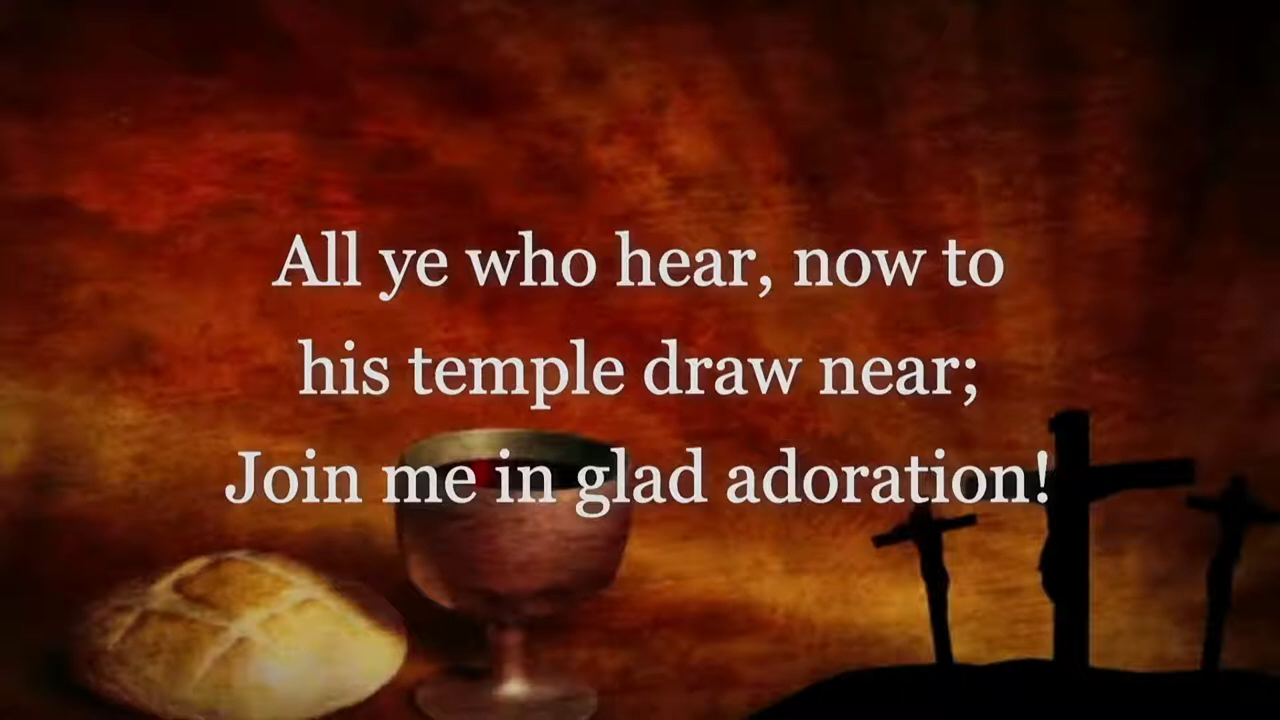 All ye who hear, now to
his temple draw near;
Join me in glad adoration!